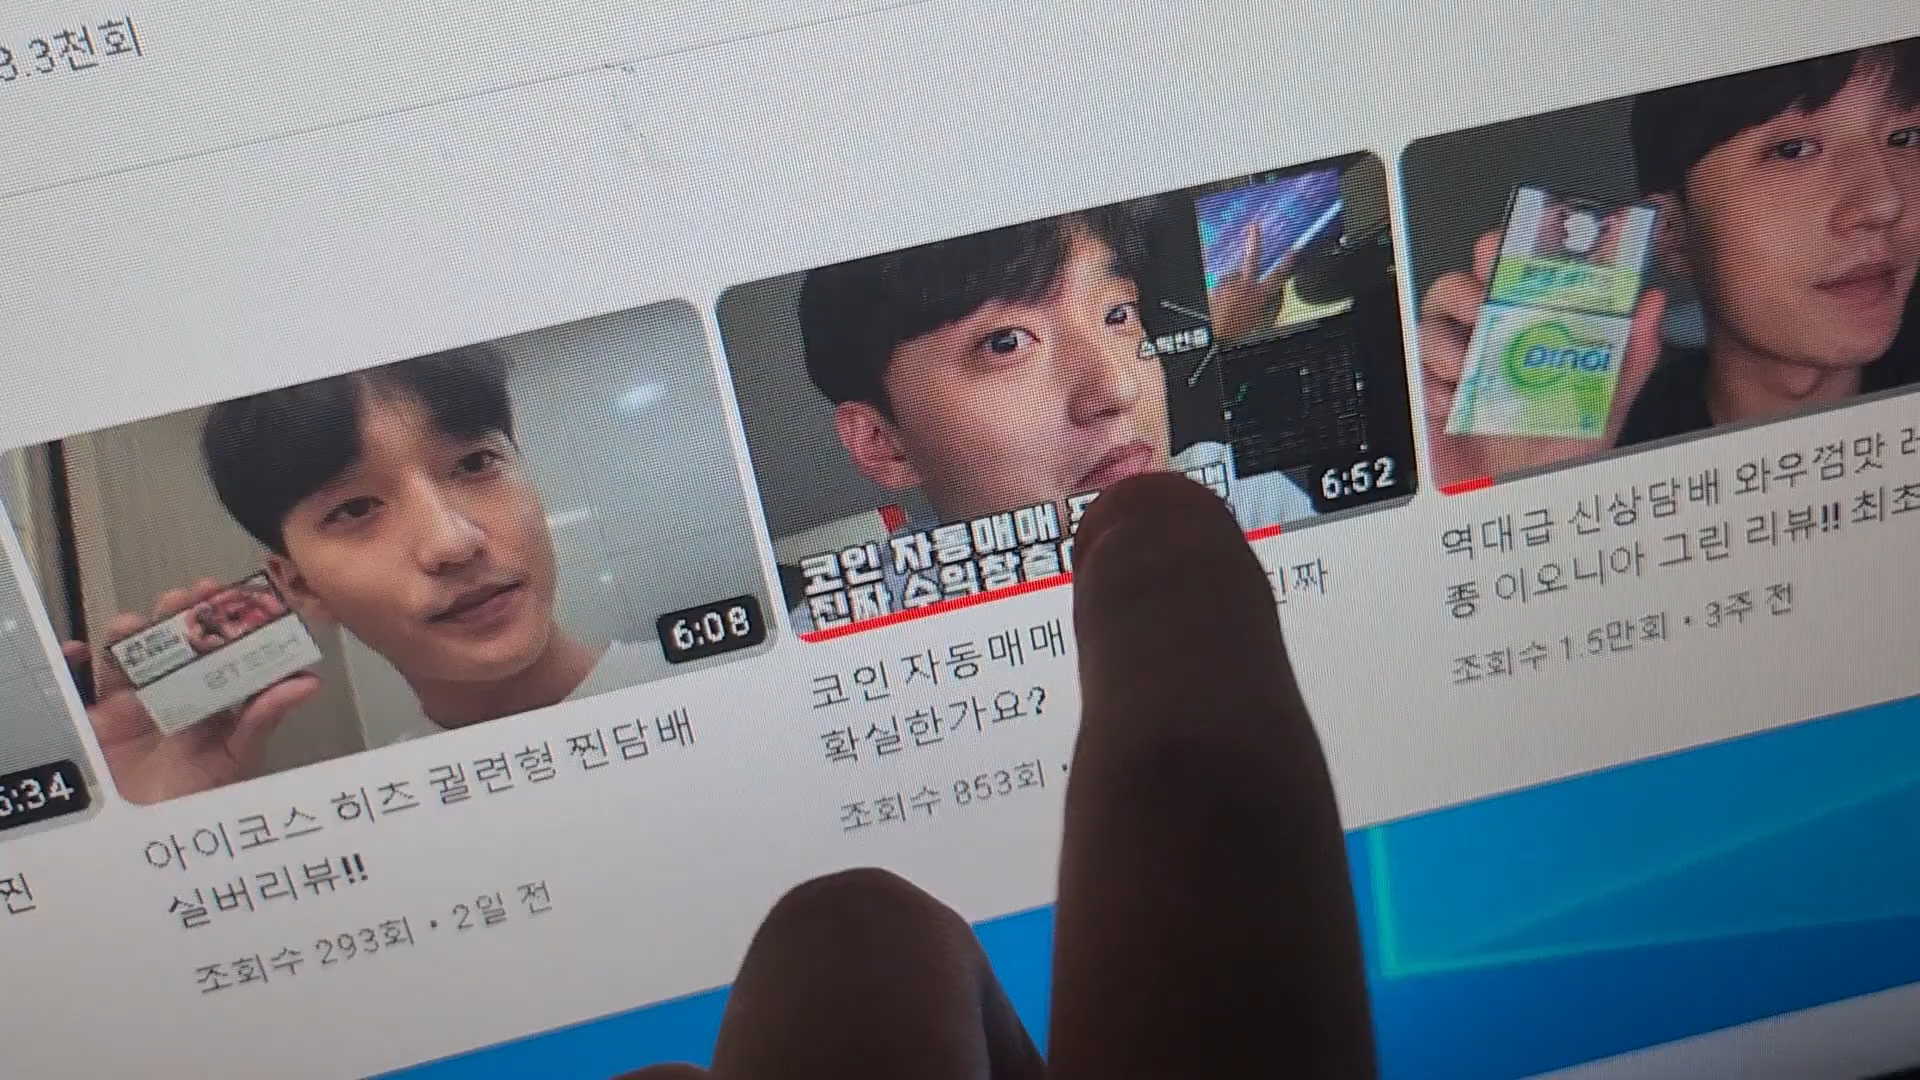 3.3천회
6:34
찐
6:08
아이코스 히츠 궐련형 찐담배
실버리뷰!!
조회수 293회 • 2일 전
코인 자동매매
진짜 수익창출
6:52
코인 자동매매 진짜
확실한가요?
조회수 853회 •
역대급 신상담배 와우껌맛
종 이오니아 그린 리뷰!! 최초
조회수 1.5만회 • 3주 전